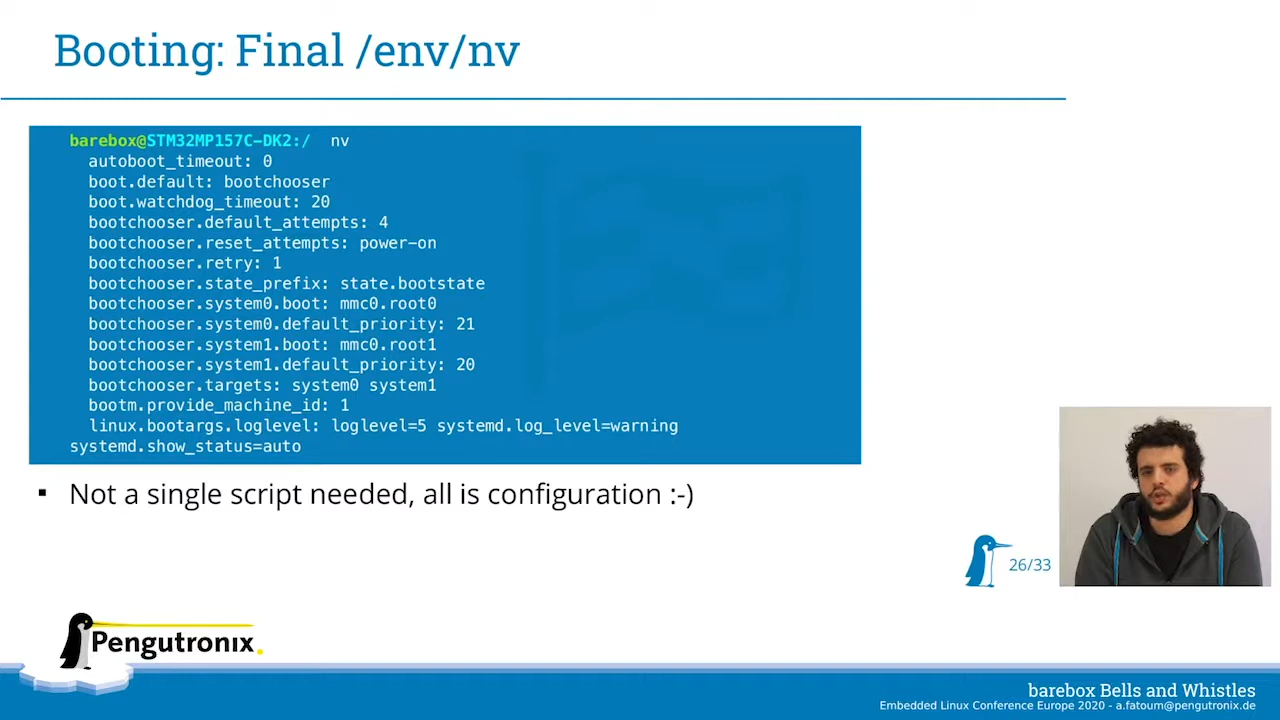 Booting: Final /env/nv
barebox@STM32MP157C-DK2:/ nv
autoboot_timeout: 0
boot.default: bootchooser
boot.watchdog_timeout: 20
bootchooser.default_attempts: 4
bootchooser.reset_attempts: power-on
bootchooser.retry: 1
bootchooser.state_prefix: state.bootstate
bootchooser.system0.boot: mmc0.root0
bootchooser.system0.default_priority: 21
bootchooser.system1.boot: mmc0.root1
bootchooser.system1.default_priority: 20
bootchooser.targets: system0 system1
bootm.provide_machine_id: 1
linux.bootargs.loglevel: loglevel=5 systemd.log_level=warning
systemd.show_status=auto
▪ Not a single script needed, all is configuration :-)
26/33
Pengutronix.
barebox Bells and Whistles
Embedded Linux Conference Europe 2020 - a.fatoum@pengutronix.de